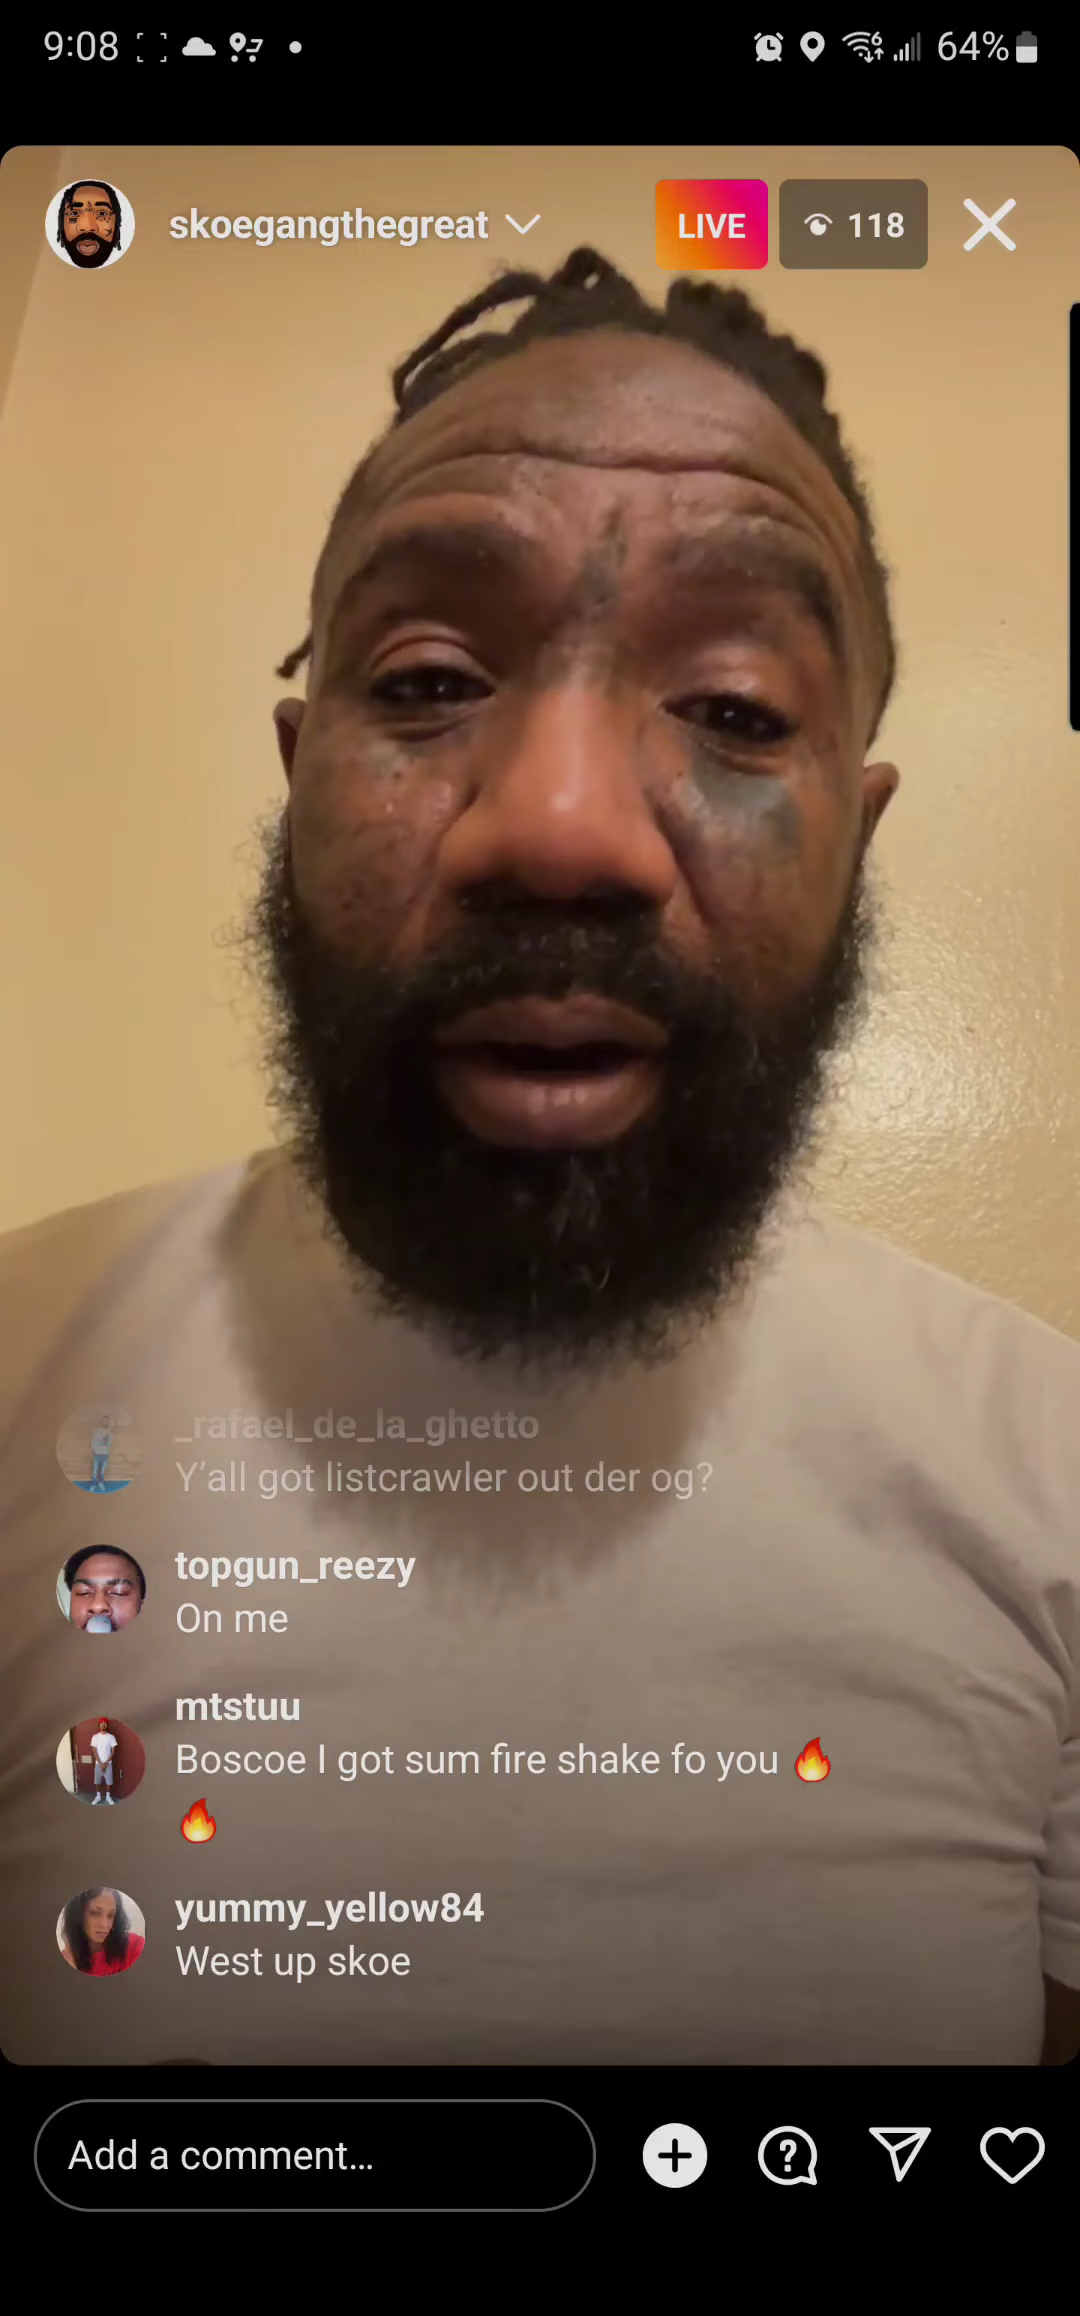 9:08
64%
skoegangthegreat
LIVE
118
_rafael_de_la_ghetto
Y’all got listcrawler out der og?
topgun_reezy
On me
mtstuu
Boscoe I got sum fire shake fo you 🔥
🔥
yummy_yellow84
West up skoe
Add a comment...